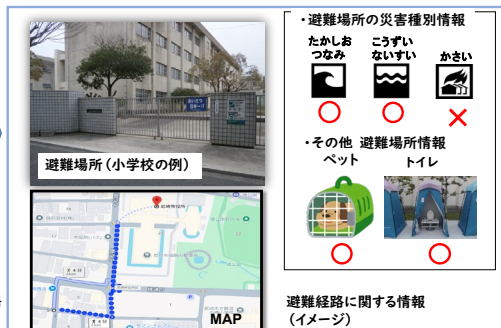 避難場所(小学校の例)
MAP
・避難場所の災害種別情報
たかしお
つなみ
こうずい
ないすい
かさい
・その他 避難場所情報
ペット
トイレ
避難経路に関する情報
(イメージ)